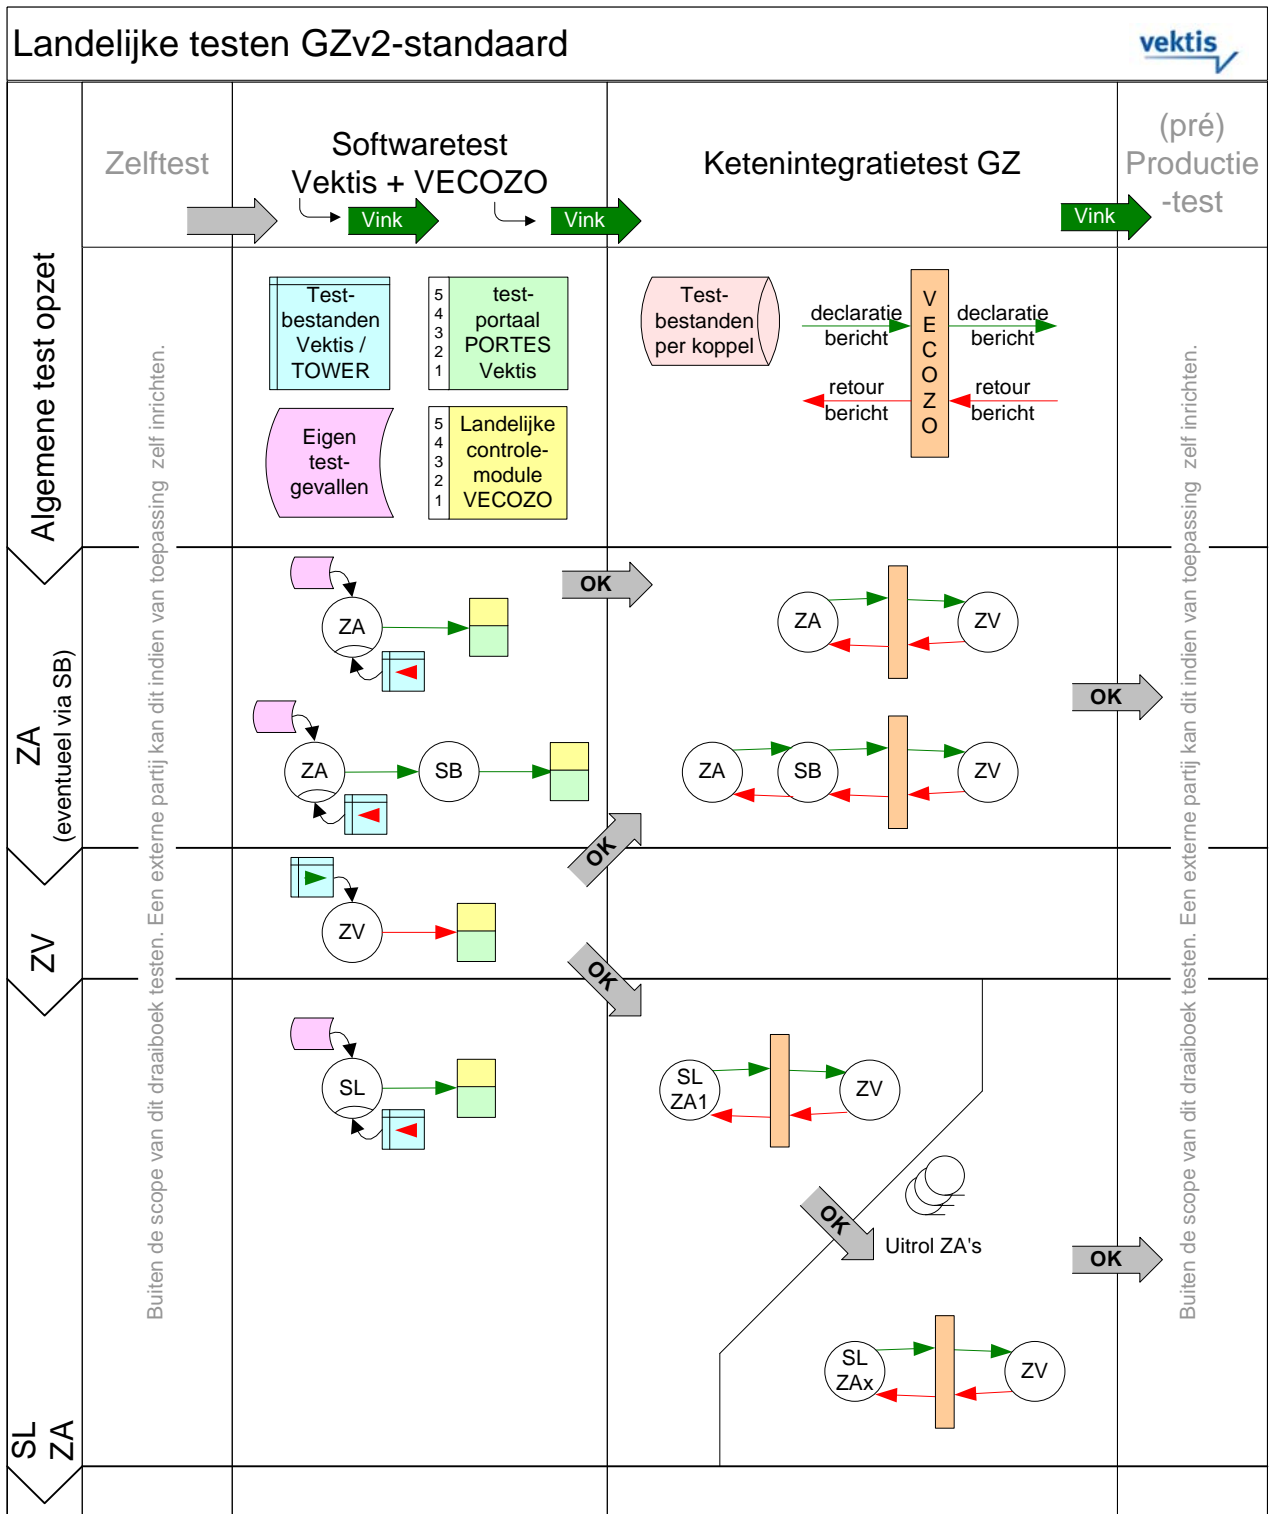 Landelijke testen GZv2-standaard
vektis
Zelftest
Softwaretest
Vektis + VECOZO
Vink
Vink
Ketenintegratietest GZ
Vink
(pré)
Productie
-test
Algemene test opzet
Buiten de scope van dit draaiboek testen. Een externe partij kan dit indien van toepassing zelf inrichten.
Test-
bestanden
Vektis /
TOWER
5
4
3
2
1
test-
portaal
PORTES
Vektis
Eigen
test-
gevallen
5
4
3
2
1
Landelijke
controle-
module
VECOZO
Test-
bestanden
per koppel
declaratie
bericht
retour
bericht
V
E
C
O
Z
O
declaratie
bericht
retour
bericht
Buiten de scope van dit draaiboek testen. Een externe partij kan dit indien van toepassing zelf inrichten.
ZA
(eventueel via SB)
ZA
OK
ZA
ZV
ZA
SB
ZA
SB
ZV
OK
OK
ZV
ZV
OK
SL
ZA
SL
SL
ZA1
ZV
OK
Uitrol ZA's
OK
SL
ZAx
ZV